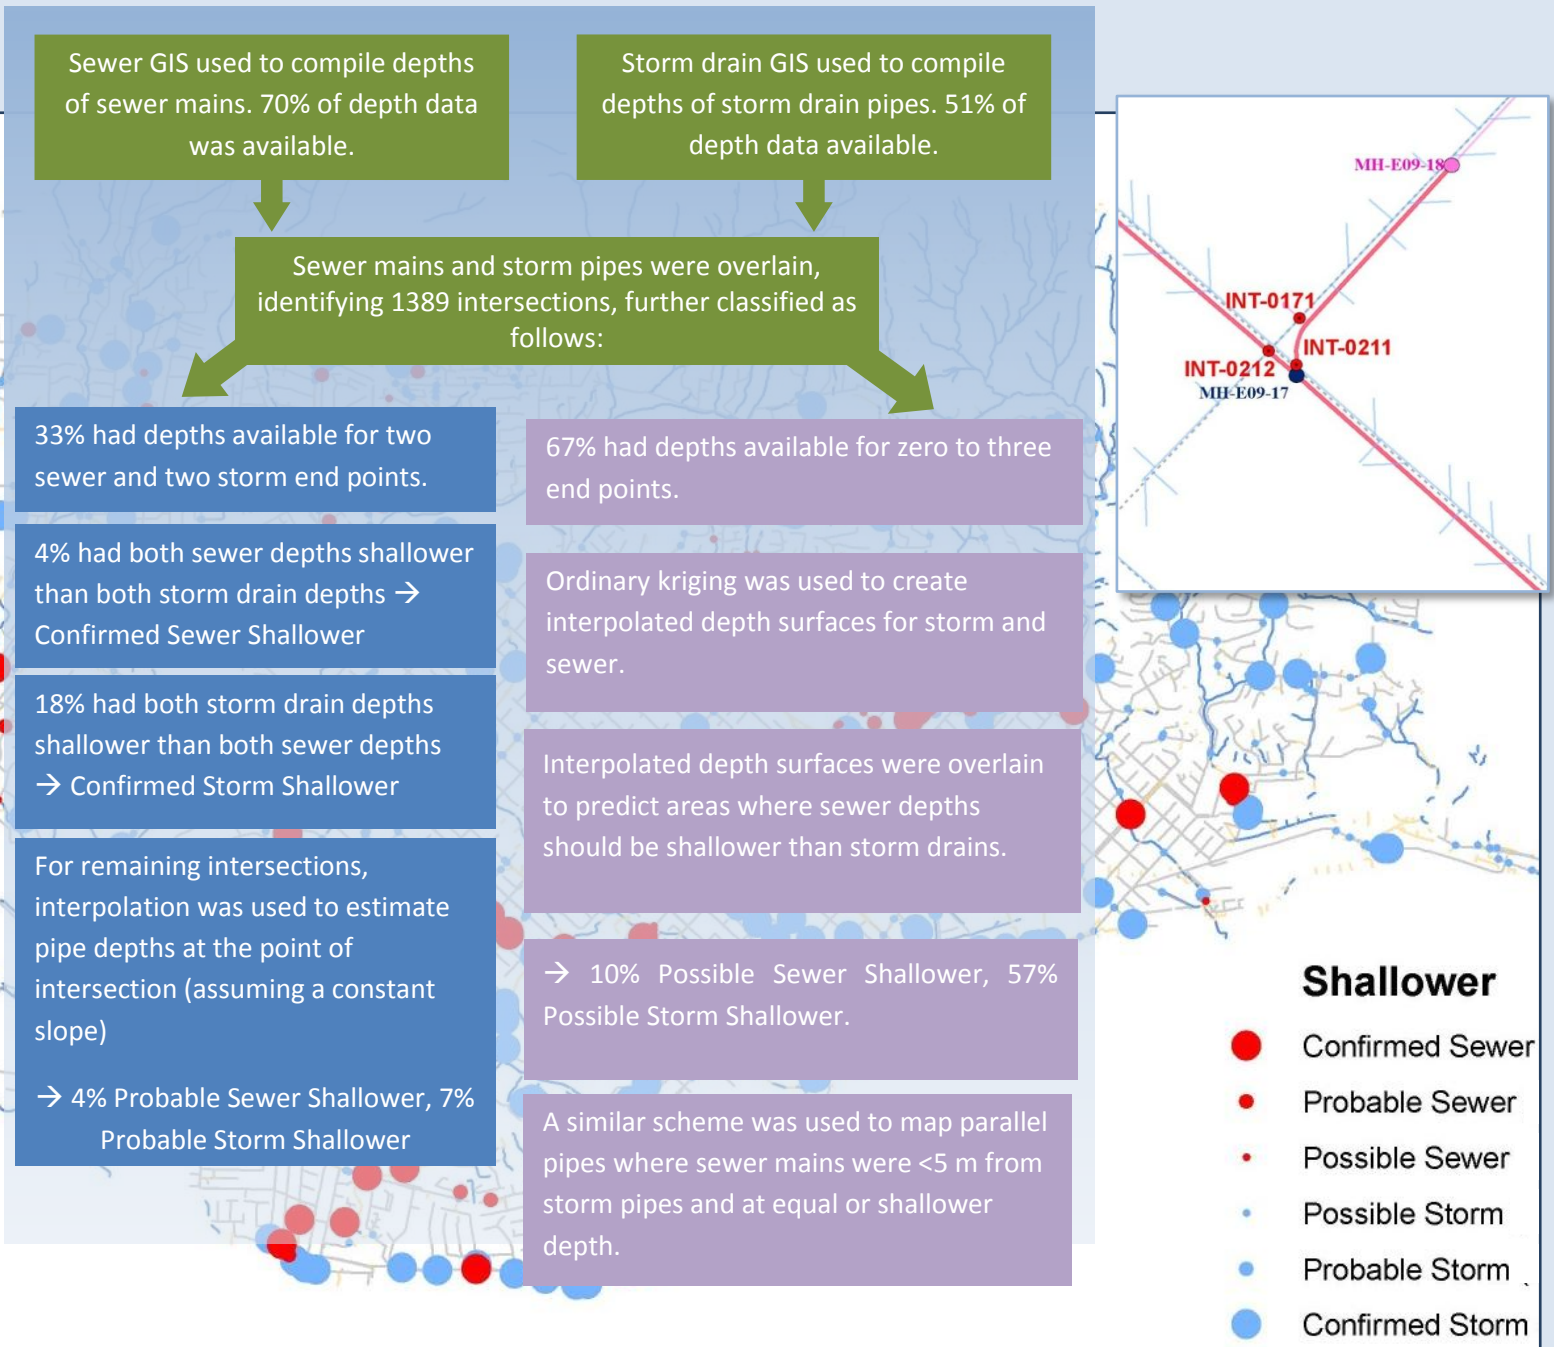 Sewer GIS used to compile depths
of sewer mains. 70% of depth data
was available.
Storm drain GIS used to compile
depths of storm drain pipes. 51% of
depth data available.
Sewer mains and storm pipes were overlain,
identifying 1389 intersections, further classified as
follows:
33% had depths available for two
sewer and two storm end points.
4% had both sewer depths shallower
than both storm drain depths →
Confirmed Sewer Shallower
18% had both storm drain depths
shallower than both sewer depths
→ Confirmed Storm Shallower
For remaining intersections,
interpolation was used to estimate
pipe depths at the point of
intersection (assuming a constant
slope)
→ 4% Probable Sewer Shallower, 7%
Probable Storm Shallower
67% had depths available for zero to three
end points.
Ordinary kriging was used to create
interpolated depth surfaces for storm and
sewer.
Interpolated depth surfaces were overlain
to predict areas where sewer depths
should be shallower than storm drains.
→ 10% Possible Sewer Shallower, 57%
Possible Storm Shallower.
A similar scheme was used to map parallel
pipes where sewer mains were <5 m from
storm pipes and at equal or shallower
depth.
MH-E09-18
INT-0171
INT-0211
INT-0212
MH-E09-17
Shallower
Confirmed Sewer
Probable Sewer
Possible Sewer
Possible Storm
Probable Storm
Confirmed Storm